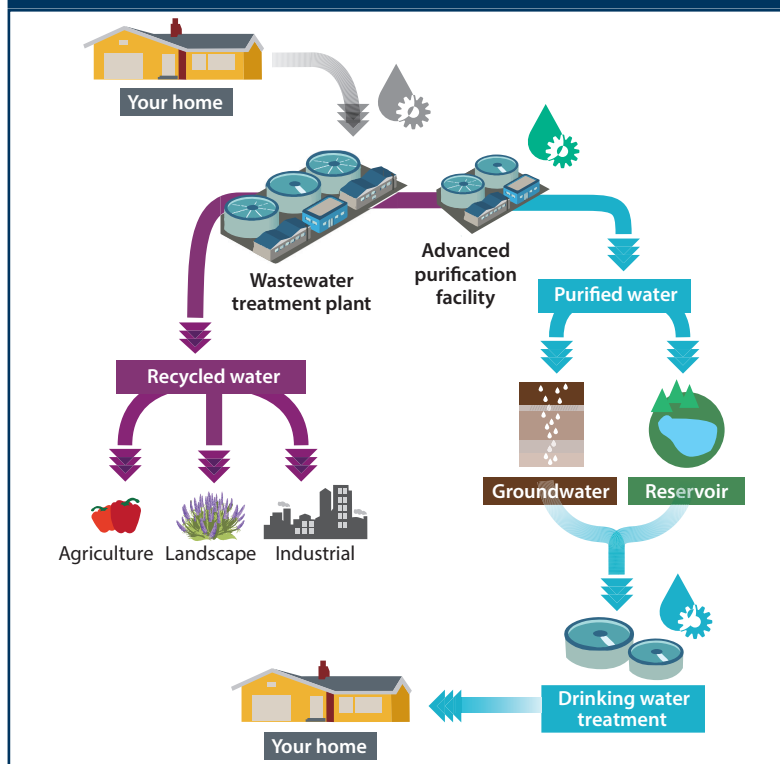 Your home
Wastewater
treatment plant
Advanced
purification
facility
Purified water
Recycled water
Groundwater
Reservoir
Agriculture
Landscape
Industrial
Drinking water
treatment
Your home